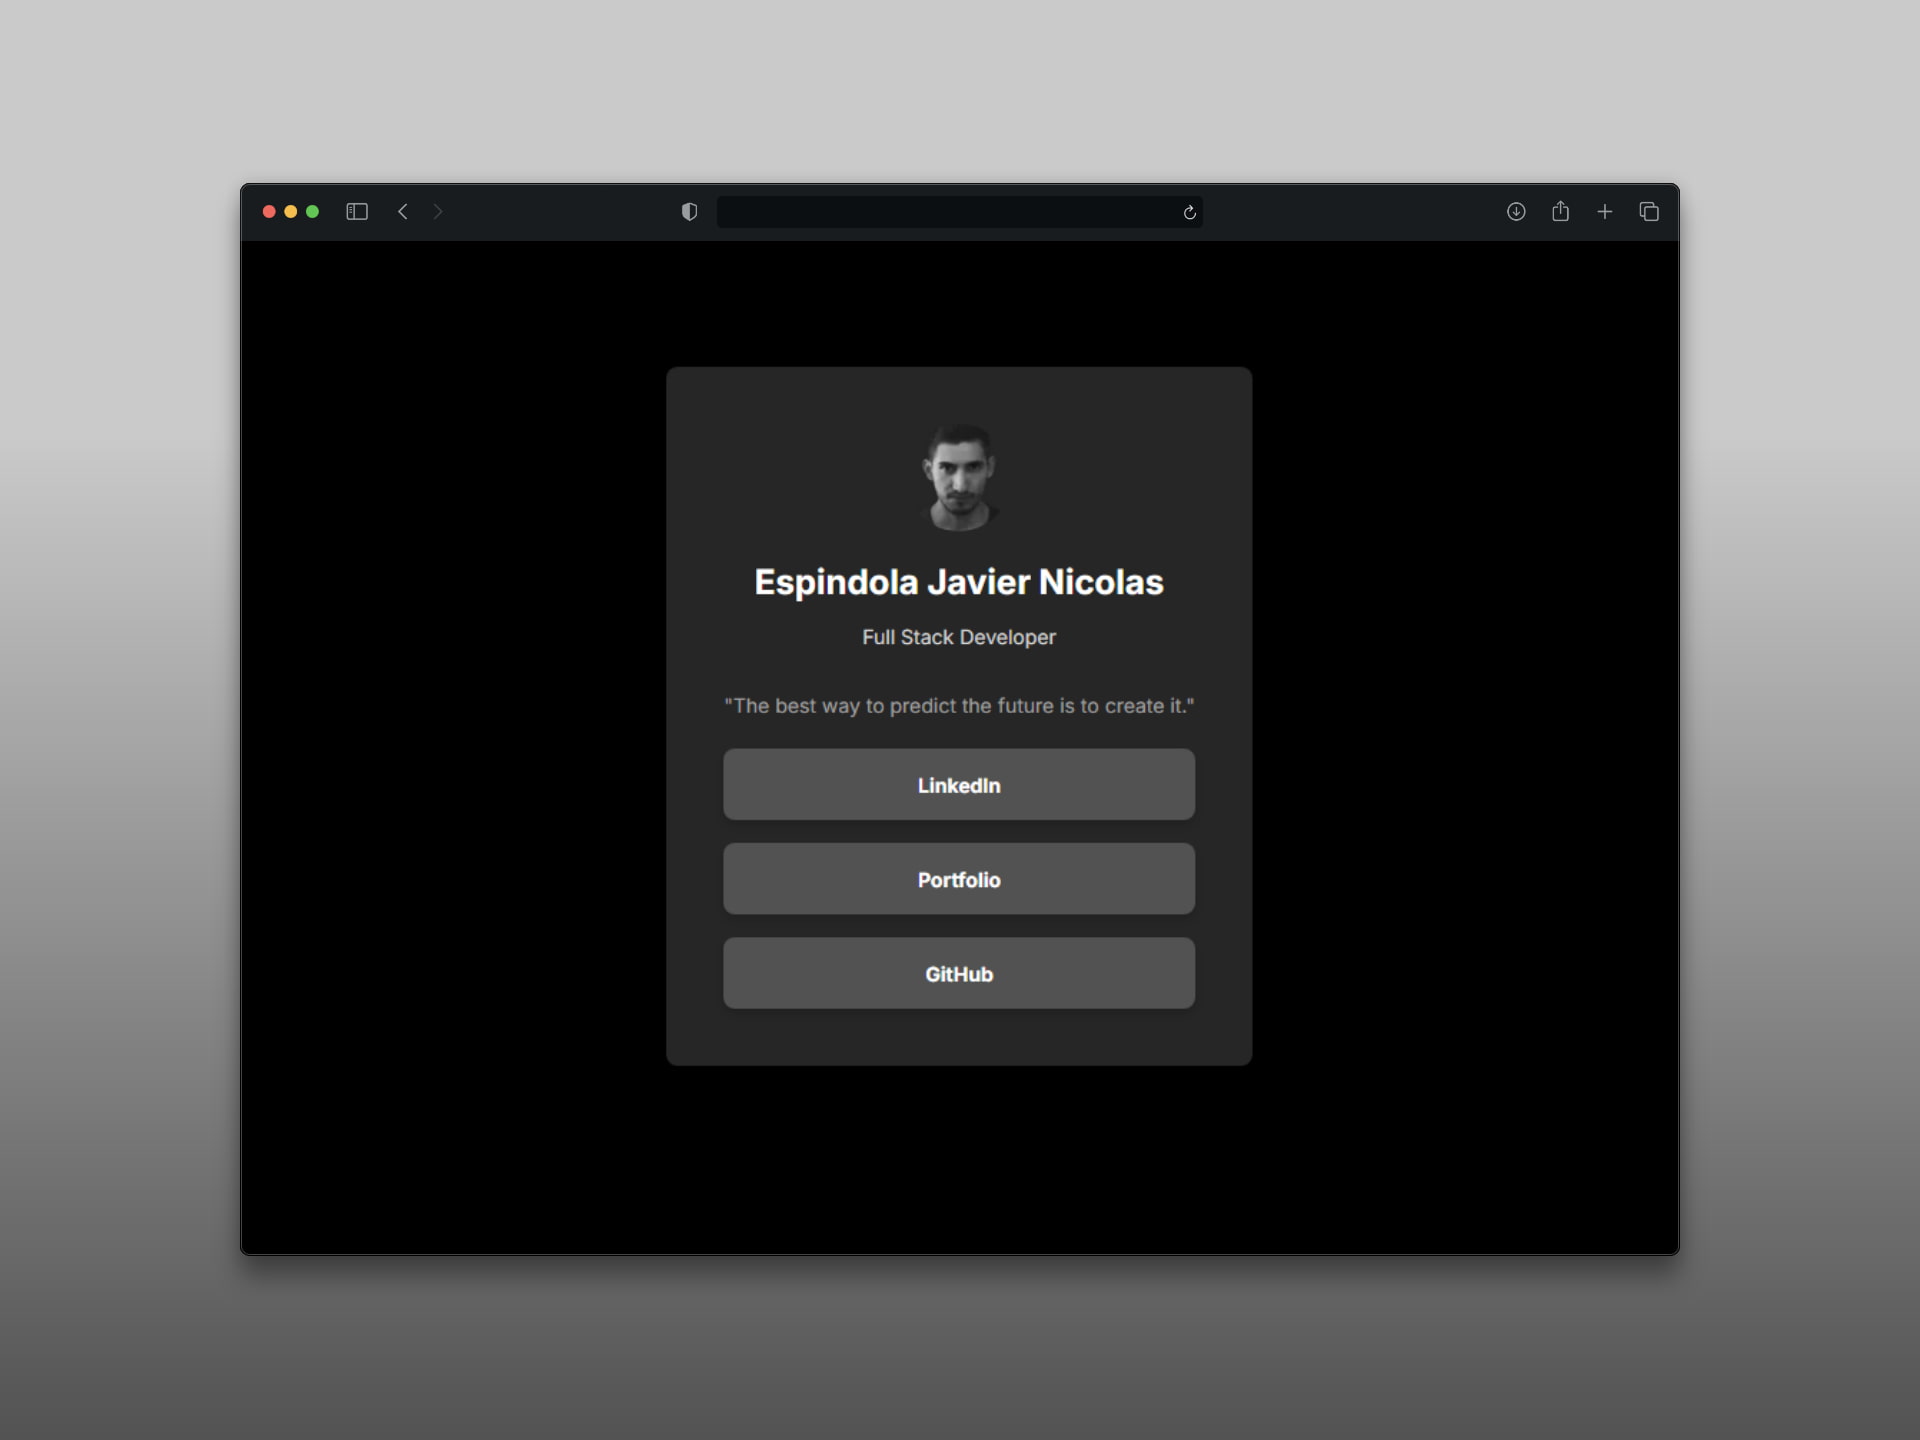 Espindola Javier Nicolas
Full Stack Developer
"The best way to predict the future is to create it."
LinkedIn
Portfolio
GitHub